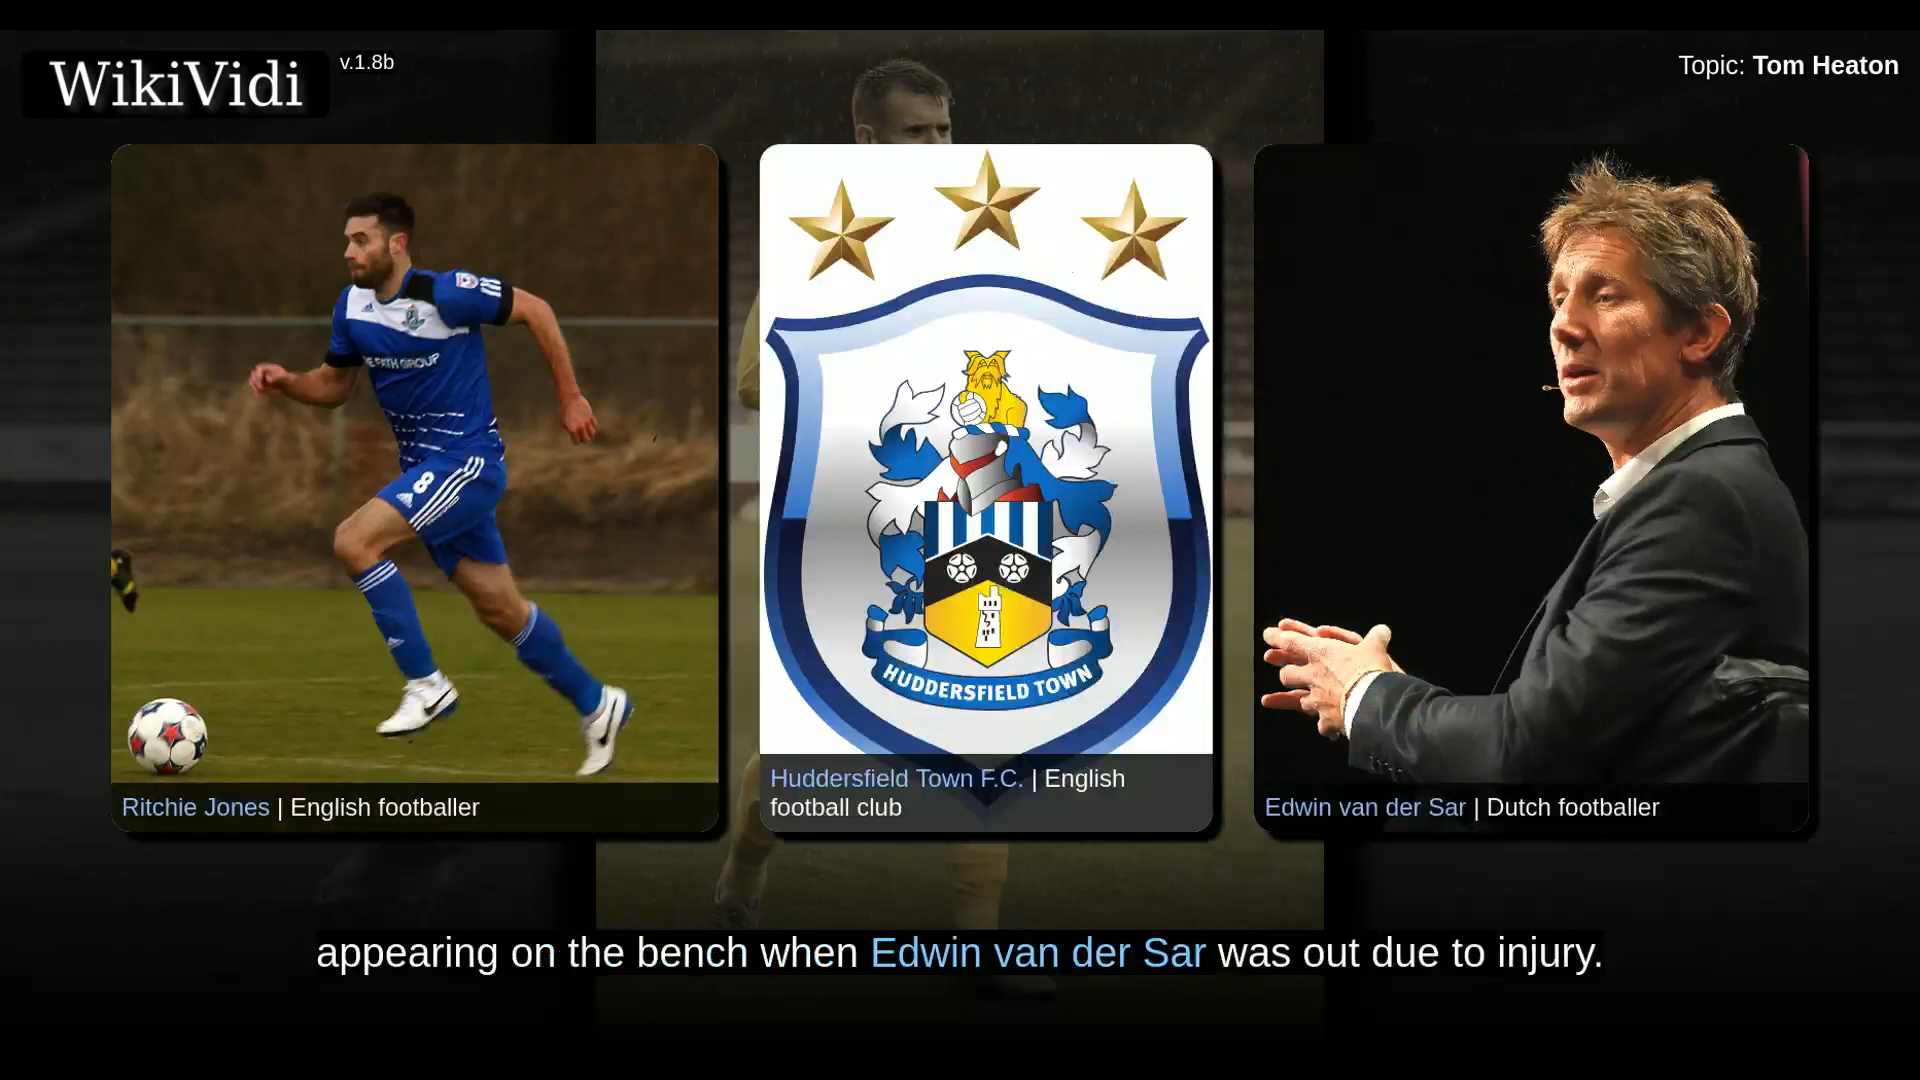 WikiVidi
v.1.8b
Topic: Tom Heaton
8
HUDDERSFIELD TOWN
Ritchie Jones | English footballer
Huddersfield Town F.C. | English
football club
Edwin van der Sar | Dutch footballer
appearing on the bench when Edwin van der Sar was out due to injury.